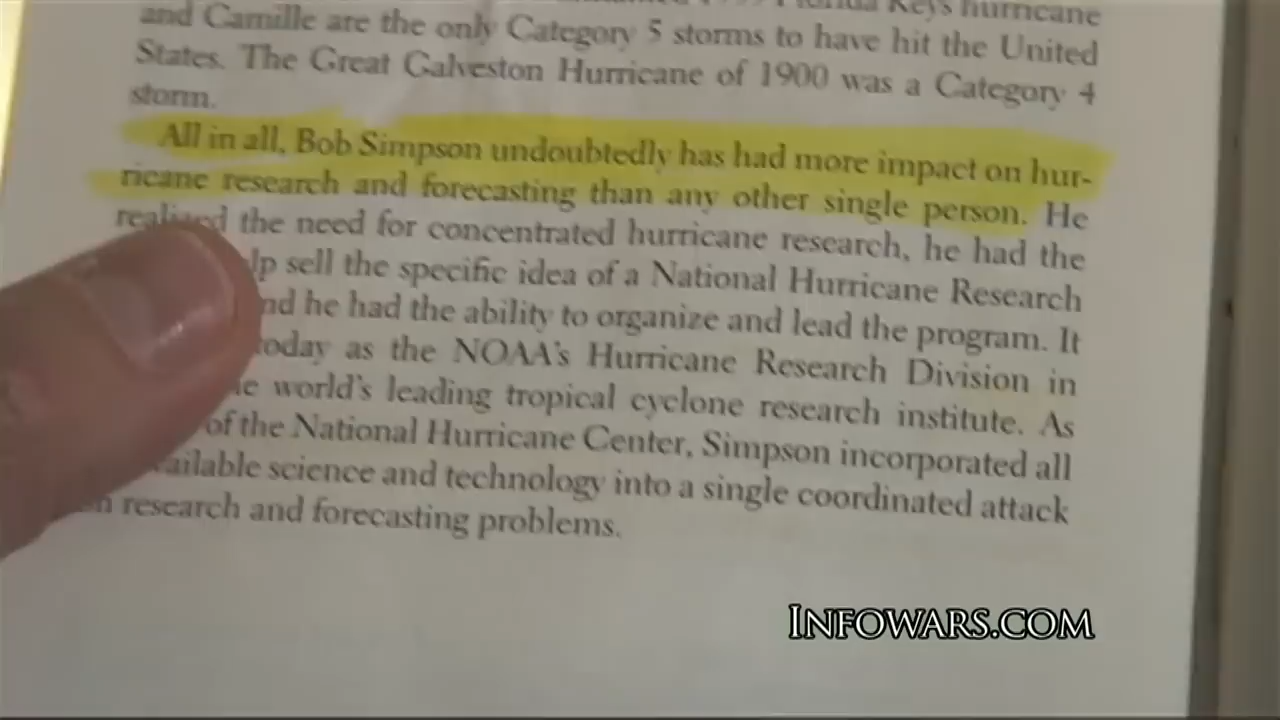 Florida Keys hurricane
and Camille are the only Category 5 storms to have hit the United
States. The Great Galveston Hurricane of 1900 was a Category 4
storm.
All in all, Bob Simpson undoubtedly has had more impact on hur-
ricane research and forecasting than any other single person. He
realized the need for concentrated hurricane research, he had the
lp sell the specific idea of a National Hurricane Research
nd he had the ability to organize and lead the program. It
today as the NOAA's Hurricane Research Division in
e world's leading tropical cyclone research institute. As
of the National Hurricane Center, Simpson incorporated all
ailable science and technology into a single coordinated attack
n research and forecasting problems.
INFOWARS.COM